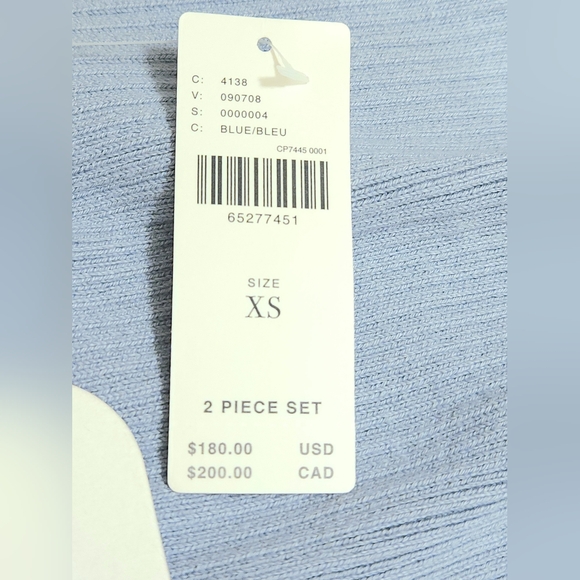 C: 4138
V: 090708
S: 0000004
C: BLUE/BLEU
CP7445 0001
65277451
SIZE
XS
2 PIECE SET
$180.00 USD
$200.00 CAD